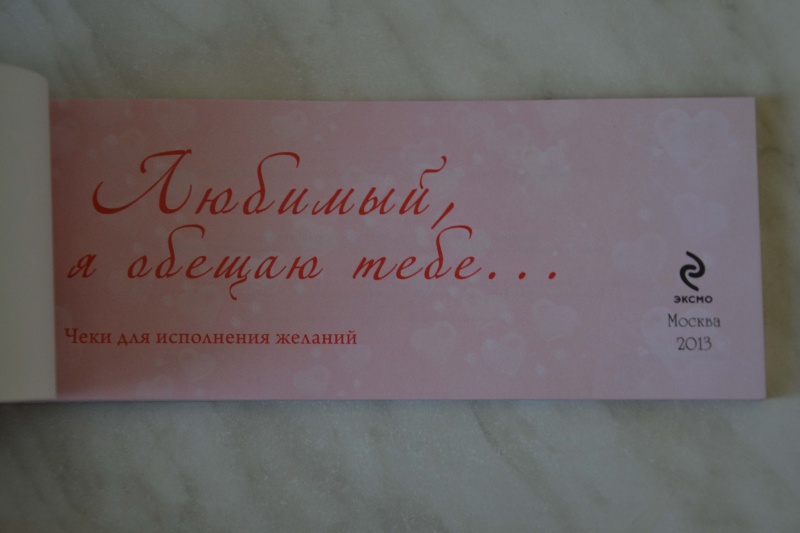 Любимый,
я обещаю тебе...
Чеки для исполнения желаний
ЭКСМО
Москва
2013